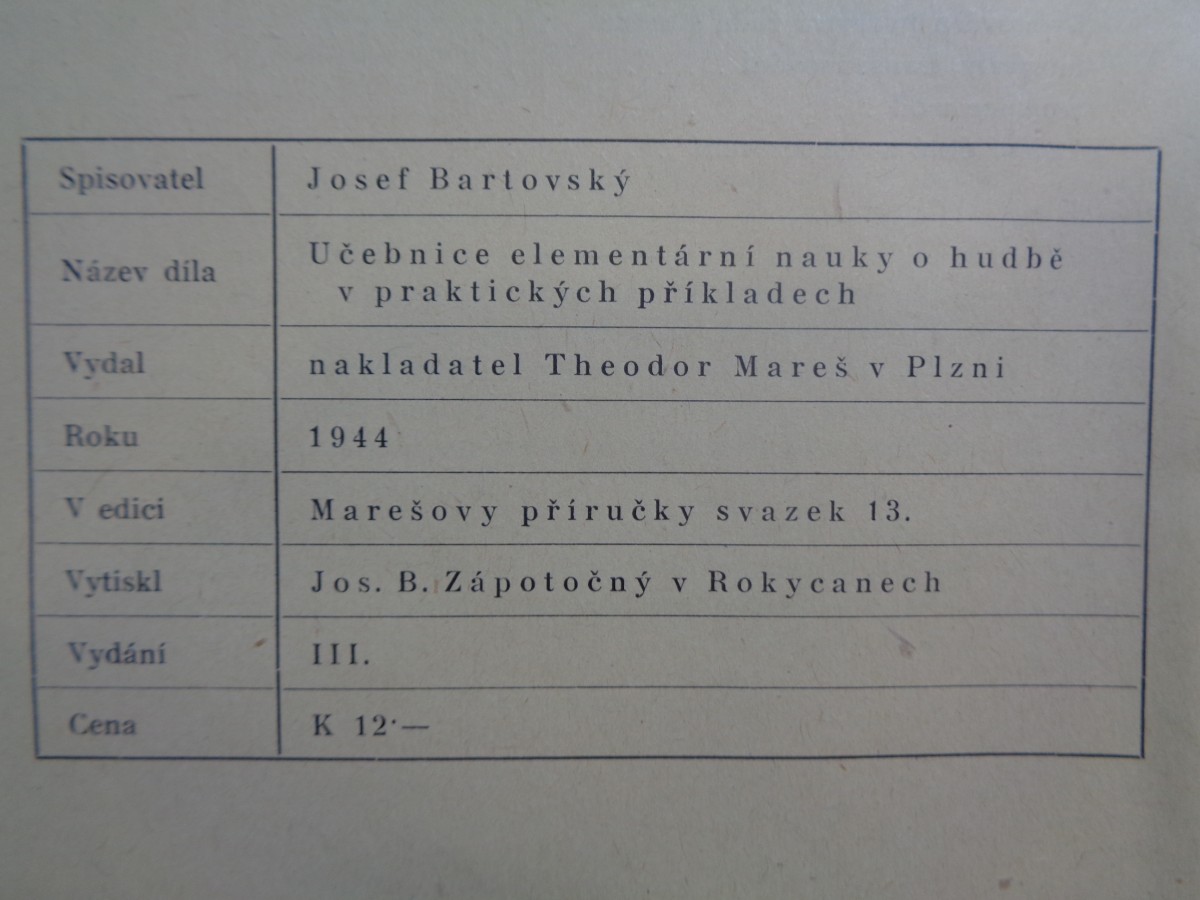 Spisovatel Josef Bartovský
Název díla Učebnice elementární nauky o hudbě
v praktických příkladech
Vydal nakladatel Theodor Mareš v Plzni
Roku 1944
V edici Marešovy příručky svazek 13.
Vytiskl Jos. B. Zápotočný v Rokycanech
Vydání III.
Cena K 12·—